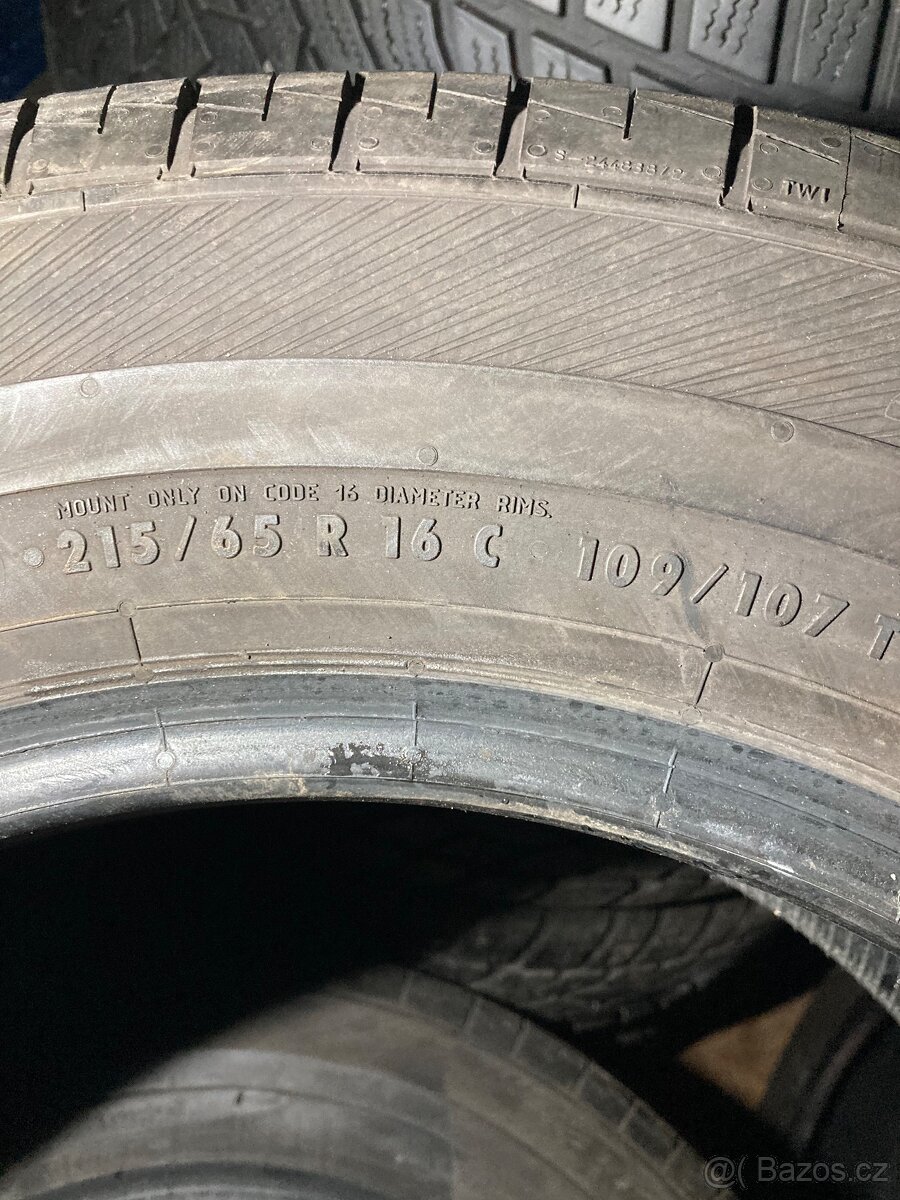 TWI
MOUNT ONLY ON CODE 16 DIAMETER RIMS.
215/65 R 16 C 109/107 T
@( Bazos.cz